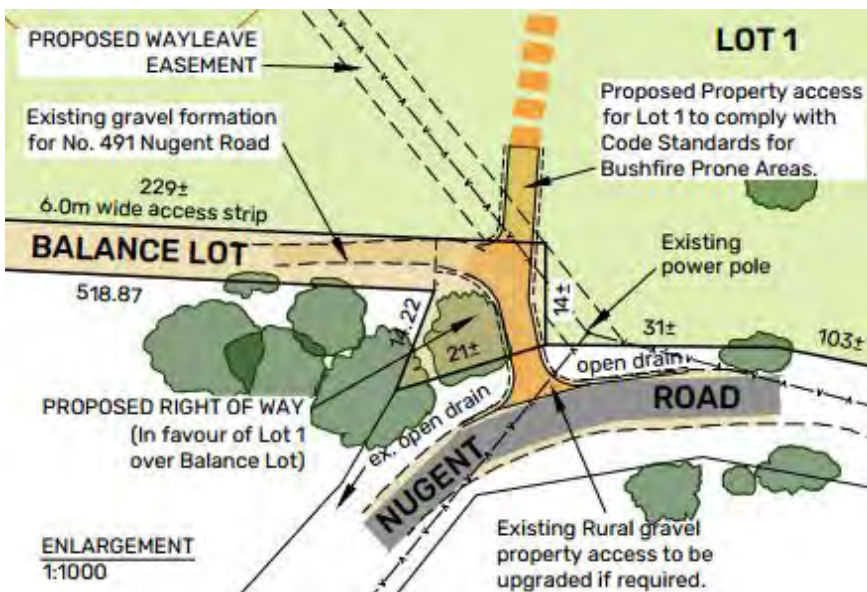 PROPOSED WAYLEAVE
EASEMENT
LOT 1
Existing gravel formation
for No. 491 Nugent Road
Proposed Property access
for Lot 1 to comply with
Code Standards for
Bushfire Prone Areas.
229±
6.0m wide access strip
BALANCE LOT
518.87
Existing
power pole
14±
31±
103±
14.22
21±
open drain
ROAD
PROPOSED RIGHT OF WAY
(In favour of Lot 1
over Balance Lot)
ex. open drain
NUGENT
ENLARGEMENT
1:1000
Existing Rural gravel
property access to be
upgraded if required.